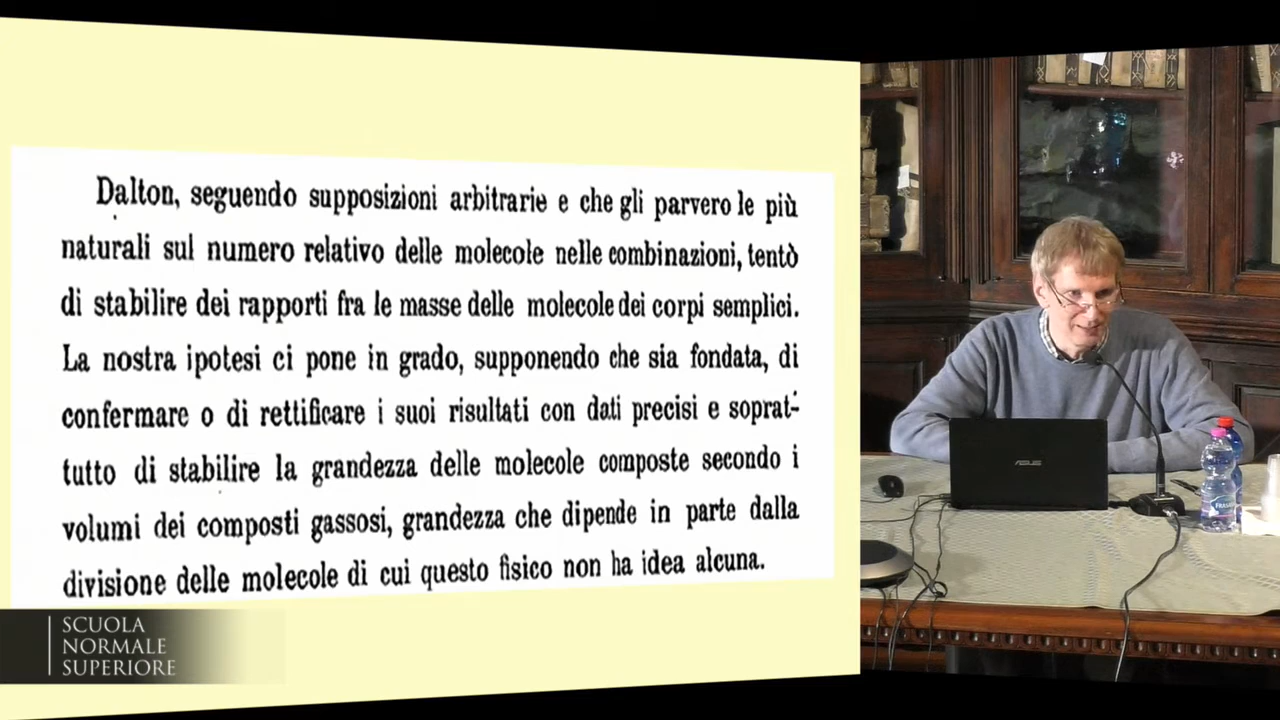 Dalton, seguendo supposizioni arbitrarie e che gli parvero le più
naturali sul numero relativo delle molecole nelle combinazioni, tentò
di stabilire dei rapporti fra le masse delle molecole dei corpi semplici.
La nostra ipotesi ci pone in grado, supponendo che sia fondata, di
confermare o di rettificare i suoi risultati con dati precisi e soprat-
tutto di stabilire la grandezza delle molecole composte secondo i
volumi dei composti gassosi, grandezza che dipende in parte dalla
divisione delle molecole di cui questo fisico non ha idea alcuna.
SCUOLA
NORMALE
SUPERIORE
ASUS